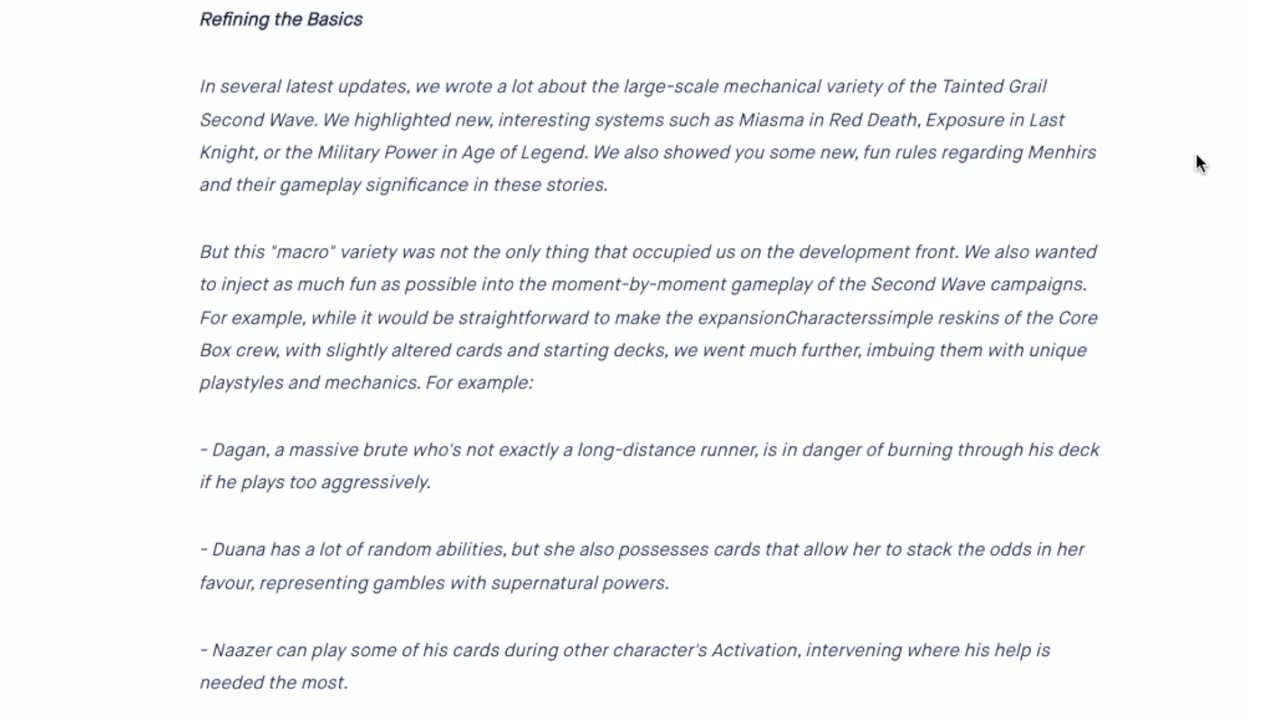 Refining the Basics
In several latest updates, we wrote a lot about the large-scale mechanical variety of the Tainted Grail
Second Wave. We highlighted new, interesting systems such as Miasma in Red Death, Exposure in Last
Knight, or the Military Power in Age of Legend. We also showed you some new, fun rules regarding Menhirs
and their gameplay significance in these stories.
But this "macro" variety was not the only thing that occupied us on the development front. We also wanted
to inject as much fun as possible into the moment-by-moment gameplay of the Second Wave campaigns.
For example, while it would be straightforward to make the expansionCharacterssimple reskins of the Core
Box crew, with slightly altered cards and starting decks, we went much further, imbuing them with unique
playstyles and mechanics. For example:
- Dagan, a massive brute who's not exactly a long-distance runner, is in danger of burning through his deck
if he plays too aggressively.
- Duana has a lot of random abilities, but she also possesses cards that allow her to stack the odds in her
favour, representing gambles with supernatural powers.
- Naazer can play some of his cards during other character's Activation, intervening where his help is
needed the most.